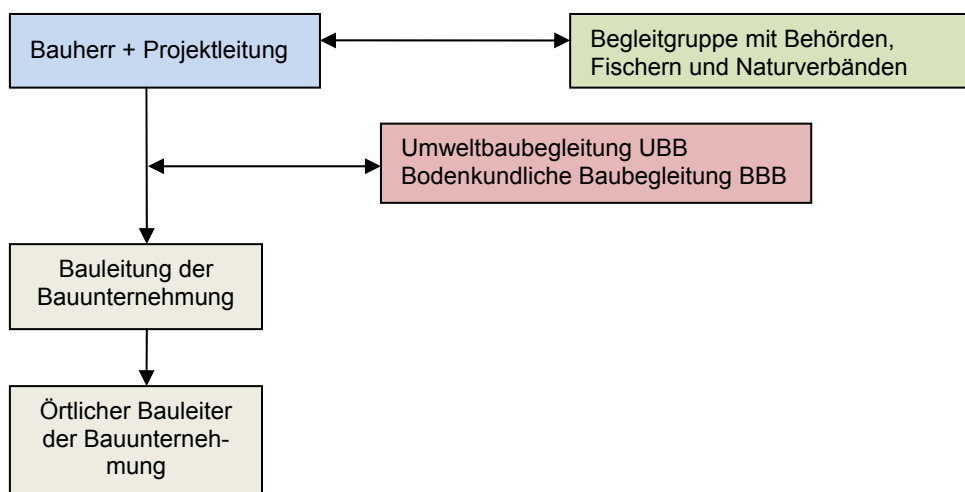 Bauherr + Projektleitung
Begleitgruppe mit Behörden,
Fischern und Naturverbänden
Umweltbaubegleitung UBB
Bodenkundliche Baubegleitung BBB
Bauleitung der
Bauunternehmung
Örtlicher Bauleiter
der Bauunterneh-
mung